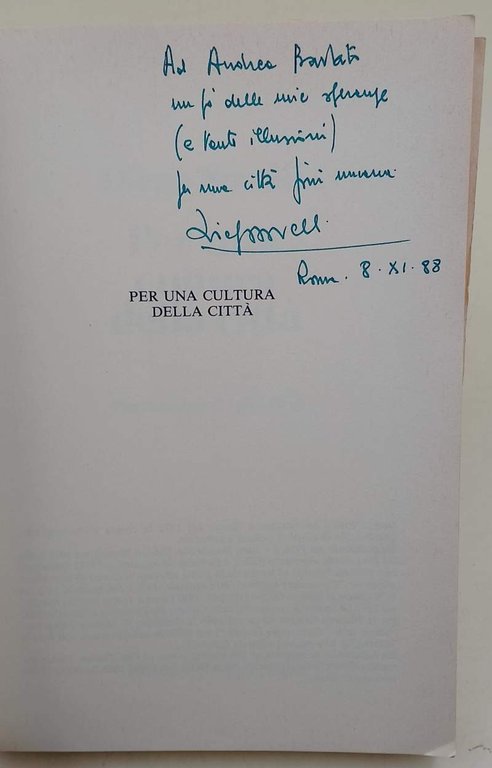 Ad Andrea Barbato
un pò delle mie speranze
(e tante illusioni)
per una città più umana.
Roma. 8.XI.88
PER UNA CULTURA
DELLA CITTÀ